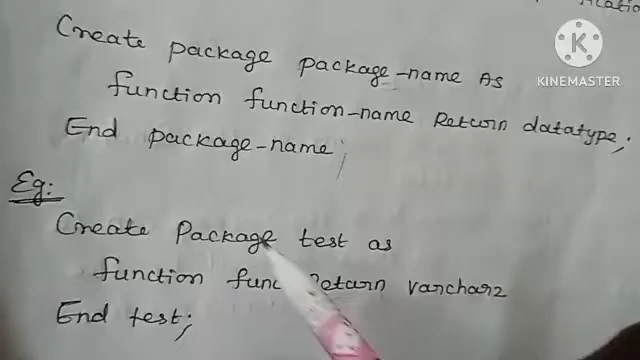 Create package package-name As
function function-name Return datatype;
End package-name;
Eg:
Create Package test as
function func Return varchar2
End test;
K
KINEMASTER